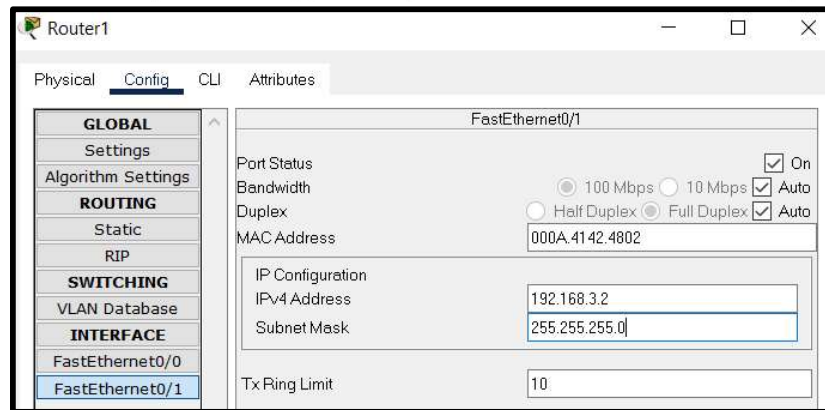 Router1
Physical Config CLI Attributes
GLOBAL
Settings
Algorithm Settings
ROUTING
Static
RIP
SWITCHING
VLAN Database
INTERFACE
FastEthernet0/0
FastEthernet0/1
FastEthernet0/1
Port Status On
Bandwidth 100 Mbps 10 Mbps Auto
Duplex Half Duplex Full Duplex Auto
MAC Address 000A.4142.4802
IP Configuration
IPv4 Address 192.168.3.2
Subnet Mask 255.255.255.0
Tx Ring Limit 10